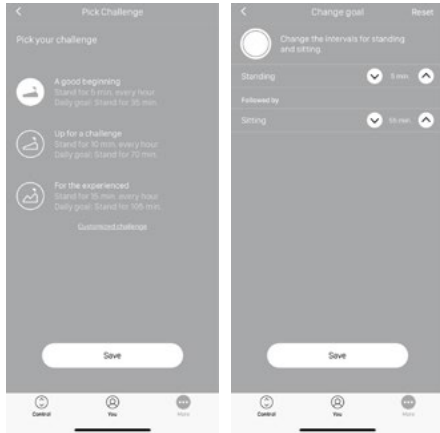 Pick Challenge
Pick your challenge
A good beginning
Stand for 5 min. every hour
Daily goal: Stand for 35 min.
Up for a challenge
Stand for 10 min. every hour
Daily goal: Stand for 70 min.
For the experienced
Stand for 15 min. every hour
Daily goal: Stand for 105 min.
Customized challenge
Save
Control
You
More
Change goal
Reset
Change the intervals for standing
and sitting.
Standing
5 min.
Followed by
Sitting
55 min.
Save
Control
You
More